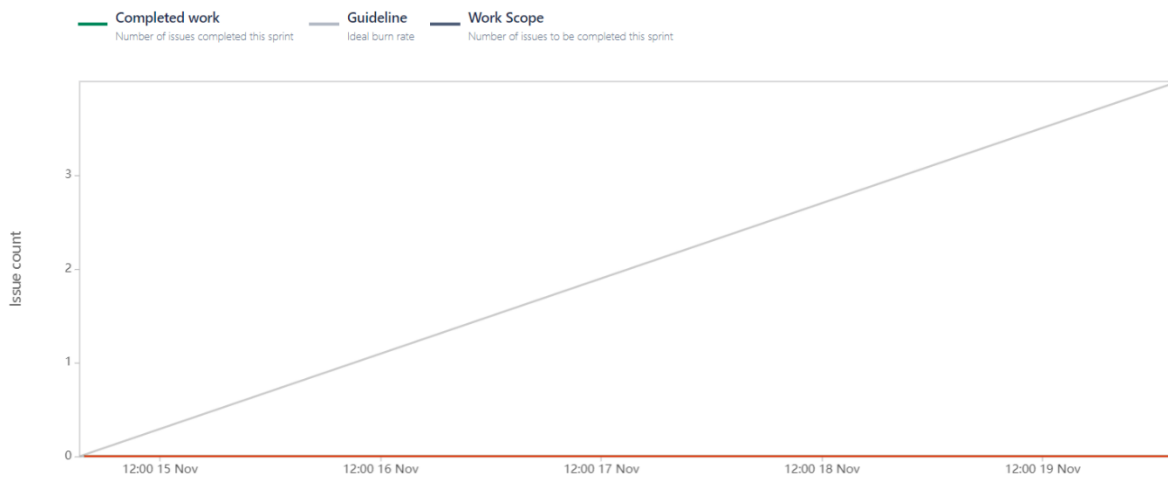 Completed work
Number of issues completed this sprint
Guideline
Ideal burn rate
Work Scope
Number of issues to be completed this sprint
Issue count
3
2
1
0
12:00 15 Nov
12:00 16 Nov
12:00 17 Nov
12:00 18 Nov
12:00 19 Nov